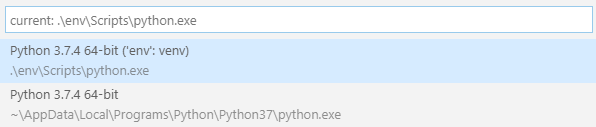 current: .\env\Scripts\python.exe
Python 3.7.4 64-bit ('env': venv)
.\env\Scripts\python.exe
Python 3.7.4 64-bit
~\AppData\Local\Programs\Python\Python37\python.exe